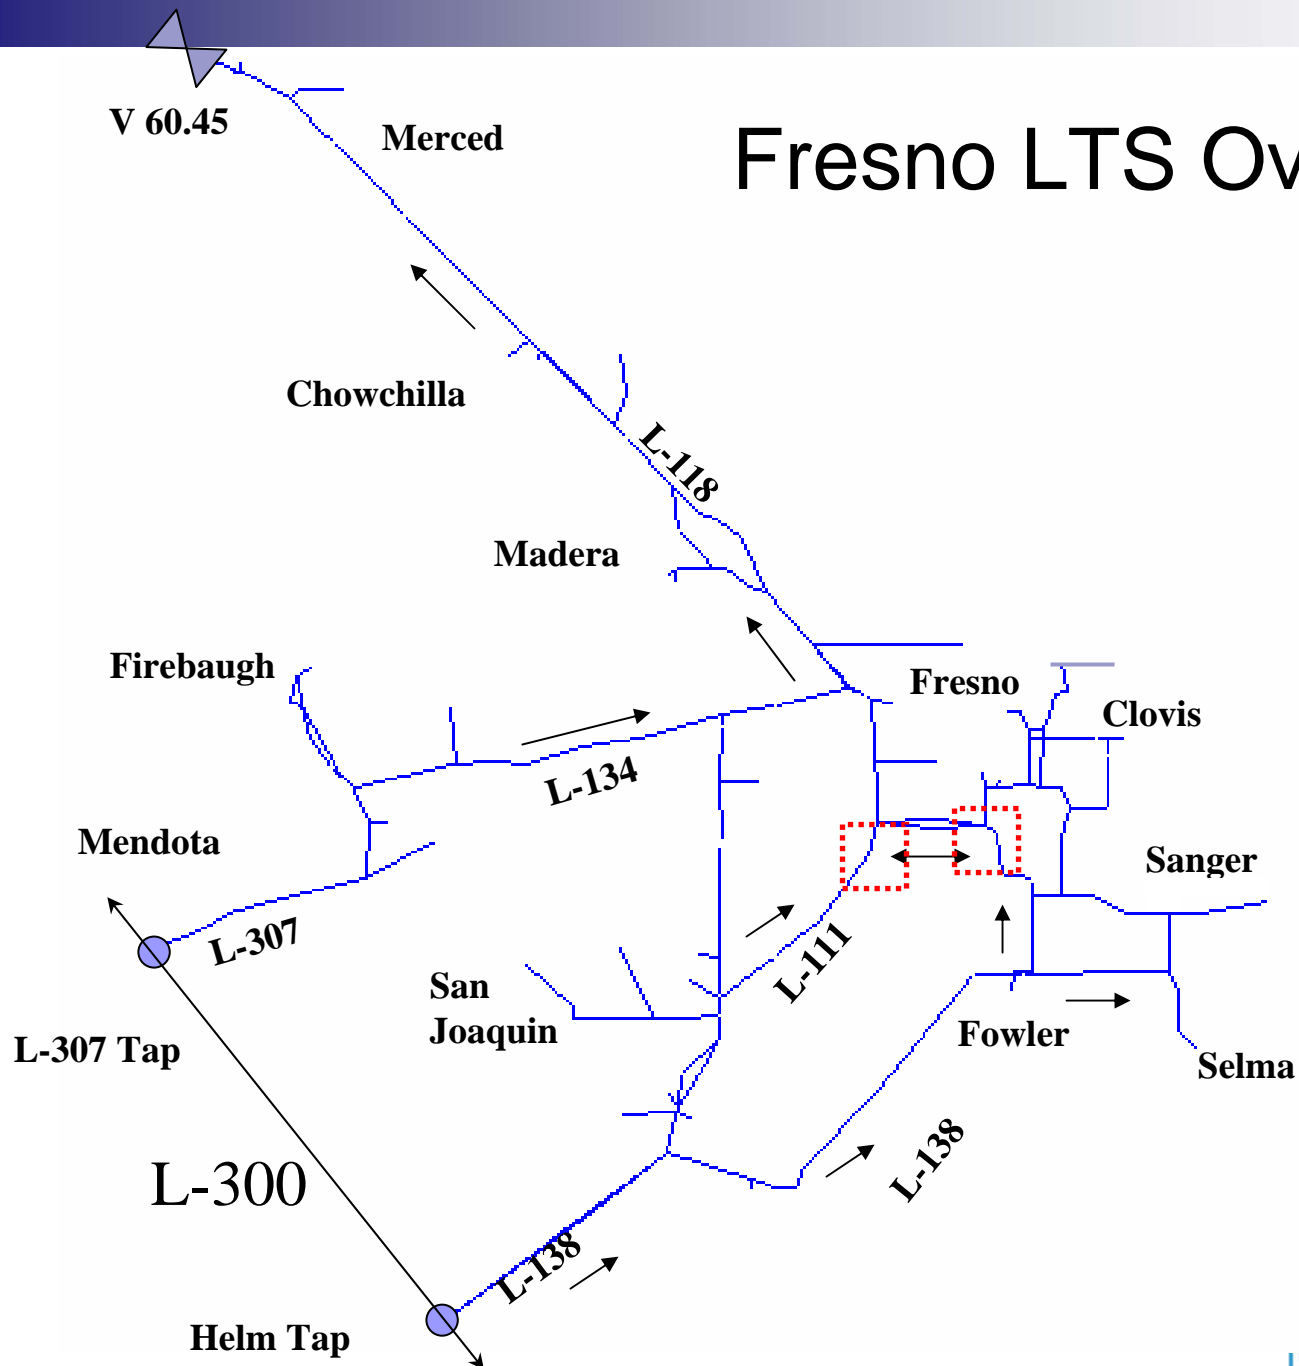 Fresno LTS Ov
V 60.45
Merced
Chowchilla
L-118
Madera
Firebaugh
Fresno
Clovis
L-134
Mendota
Sanger
L-307
L-111
San
Joaquin
Fowler
L-307 Tap
Selma
L-138
L-300
L-138
Helm Tap